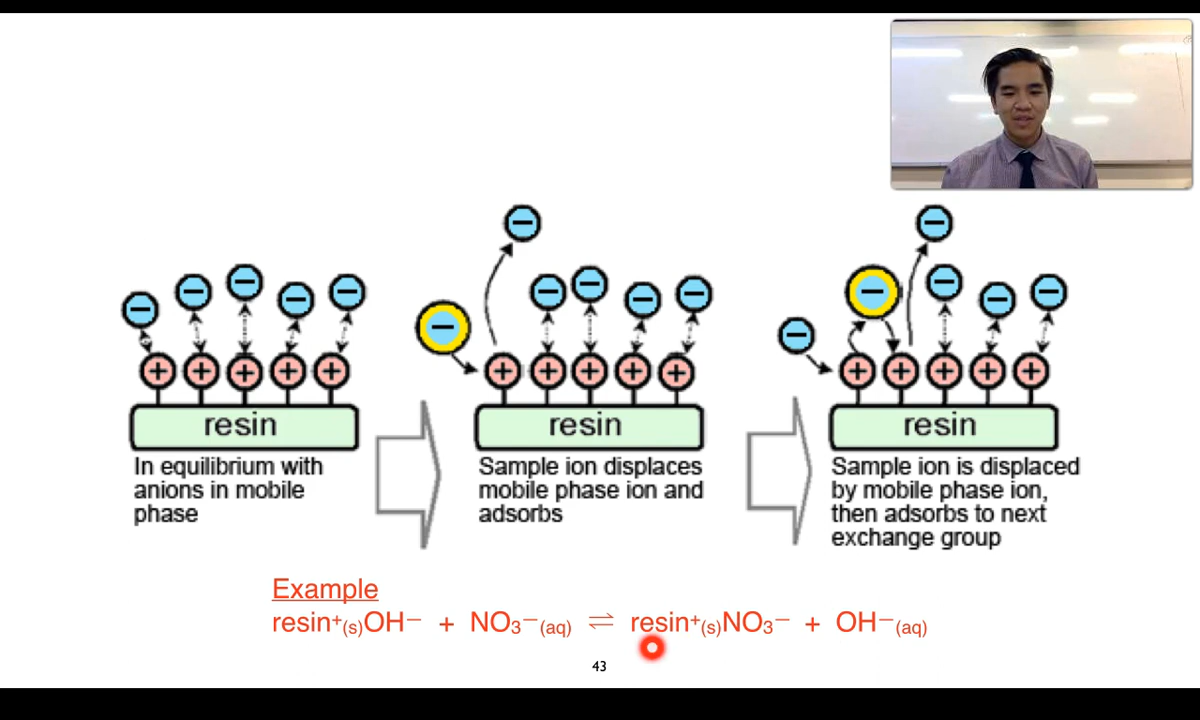 resin
In equilibrium with
anions in mobile
phase
resin
Sample ion displaces
mobile phase ion and
adsorbs
resin
Sample ion is displaced
by mobile phase ion,
then adsorbs to next
exchange group
Example
resin⁺₍s₎OH⁻ + NO₃⁻₍aq₎ ⇌ resin⁺₍s₎NO₃⁻ + OH⁻₍aq₎
43